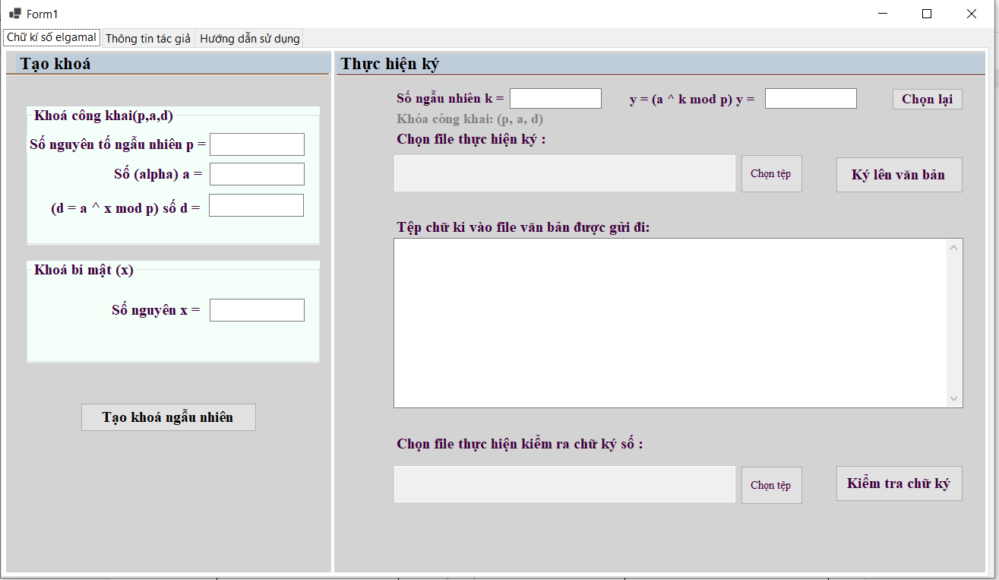 Form1
Chữ kí số elgamal Thông tin tác giả Hướng dẫn sử dụng
Tạo khoá
Khoá công khai(p,a,d)
Số nguyên tố ngẫu nhiên p =
Số (alpha) a =
(d = a ^ x mod p) số d =
Khoá bí mật (x)
Số nguyên x =
Tạo khoá ngẫu nhiên
Thực hiện ký
Số ngẫu nhiên k = y = (a ^ k mod p) y = Chọn lại
Khóa công khai: (p, a, d)
Chọn file thực hiện ký :
Chọn tệp Ký lên văn bản
Tệp chữ kí vào file văn bản được gửi đi:
Chọn file thực hiện kiểm ra chữ ký số :
Chọn tệp Kiểm tra chữ ký